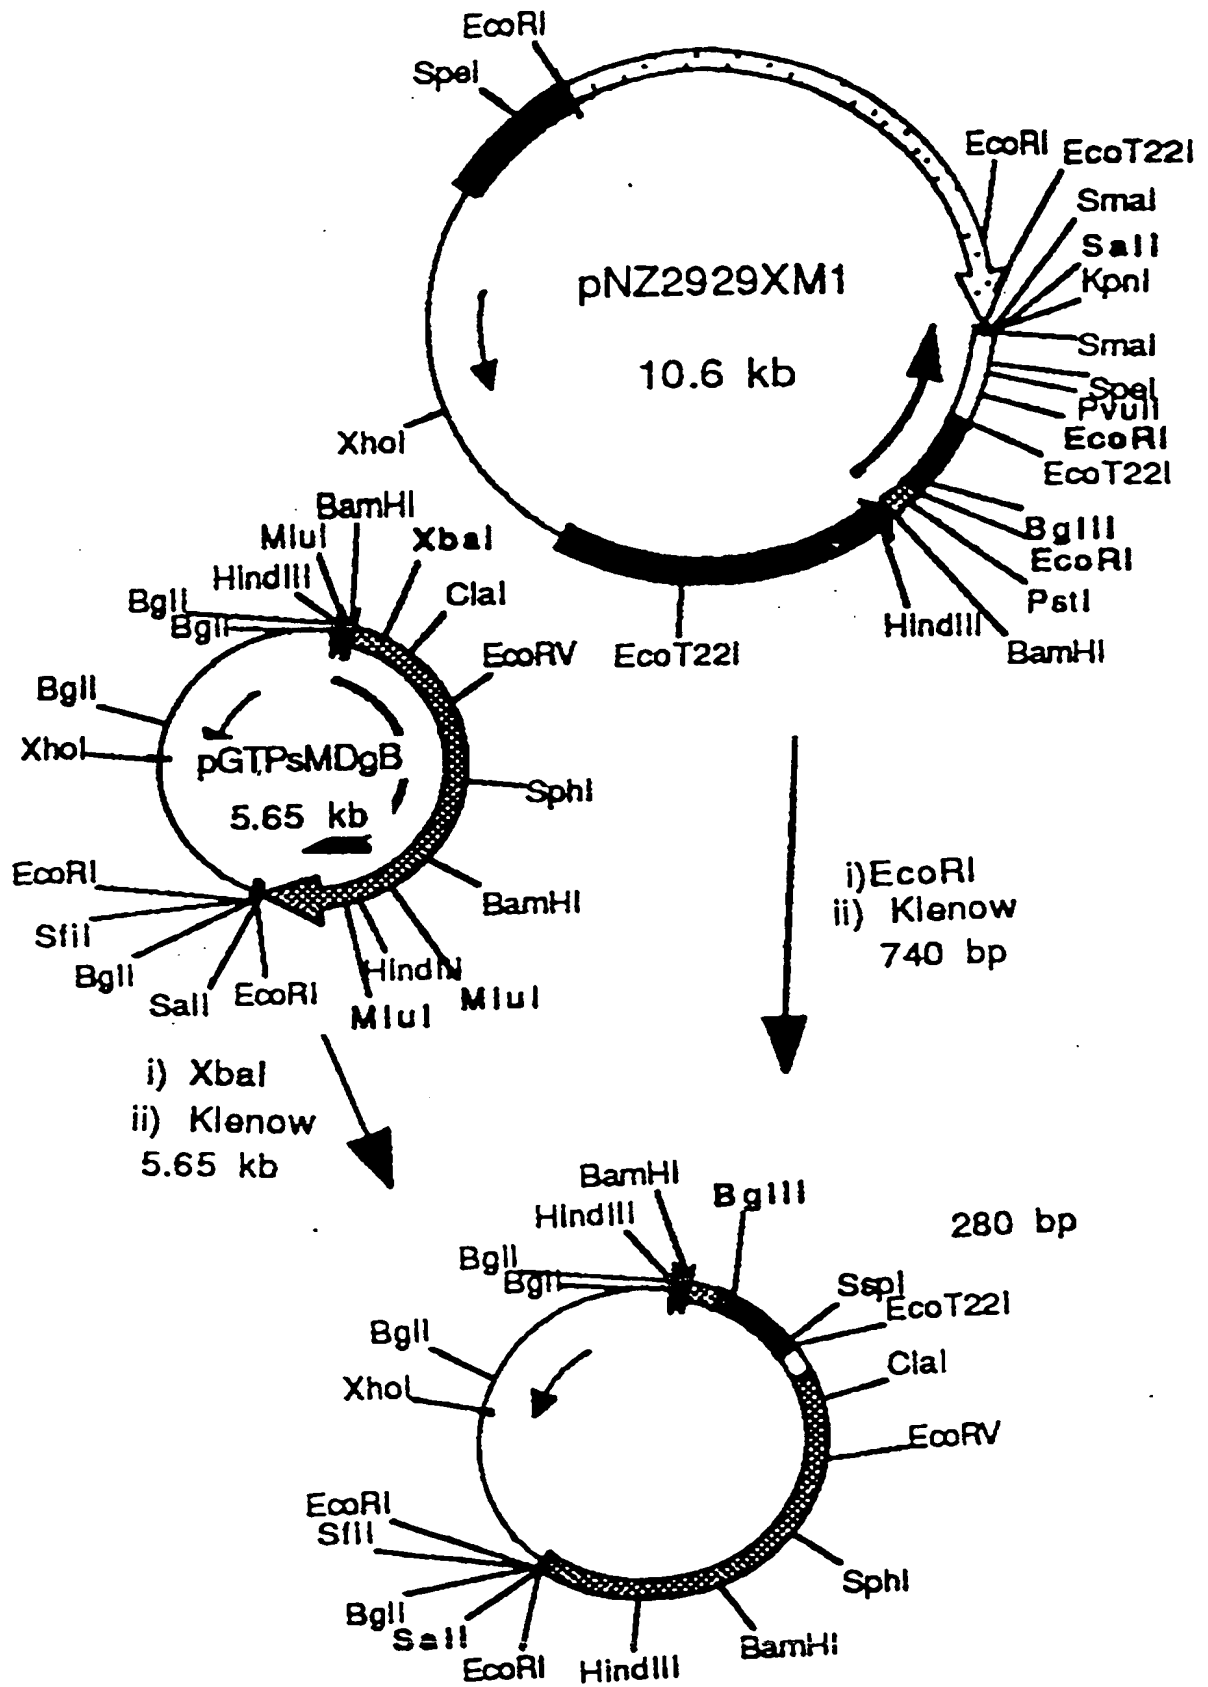 EcoRI
SpeI
EcoRI
EcoT22I
SmaI
SalI
KpnI
pNZ2929XM1
10.6 kb
SmaI
SpeI
PvuII
EcoRI
EcoT22I
XhoI
BglII
EcoRI
PstI
HindIII
BamHI
EcoT22I
BamHI
MluI
XbaI
HindIII
ClaI
BglI
BglI
EcoRV
BglI
XhoI
pGTPsMDgB
5.65 kb
SphI
EcoRI
BamHI
SfiI
BglI
HindIII
SalI
EcoRI
MluI
MluI
i)EcoRI
ii) Klenow
740 bp
i) XbaI
ii) Klenow
5.65 kb
BamHI
BglII
HindIII
280 bp
BglI
BglI
SspI
EcoT22I
BglI
ClaI
XhoI
EcoRV
EcoRI
SfiI
SphI
BglI
SalI
BamHI
EcoRI
HindIII